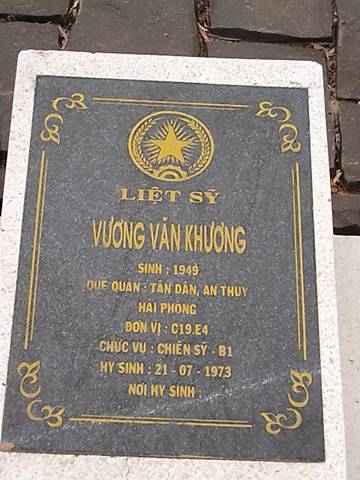 LIỆT SỸ
VƯƠNG VĂN KHƯƠNG
SINH : 1949
QUÊ QUÁN : TÂN DÂN, AN THỤY
HẢI PHÒNG
ĐƠN VỊ : C19.E4
CHỨC VỤ : CHIẾN SỸ - B1
HY SINH : 21 - 07 - 1973
NƠI HY SINH :